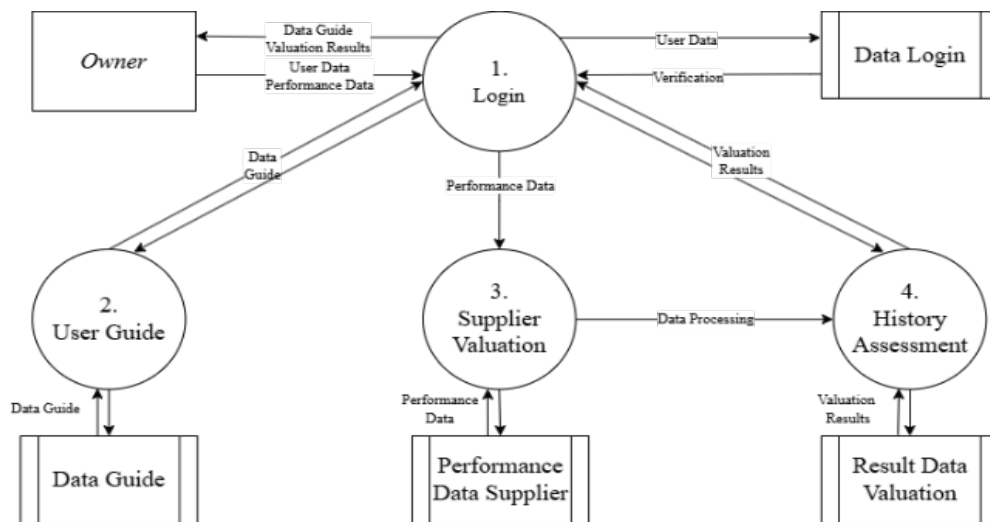 Owner
Data Guide
Valuation Results
User Data
Performance Data
1.
Login
User Data
Verification
Data Login
Data
Guide
Performance Data
Valuation
Results
2.
User Guide
3.
Supplier
Valuation
Data Processing
4.
History
Assessment
Data Guide
Performance
Data
Valuation
Results
Data Guide
Performance
Data Supplier
Result Data
Valuation